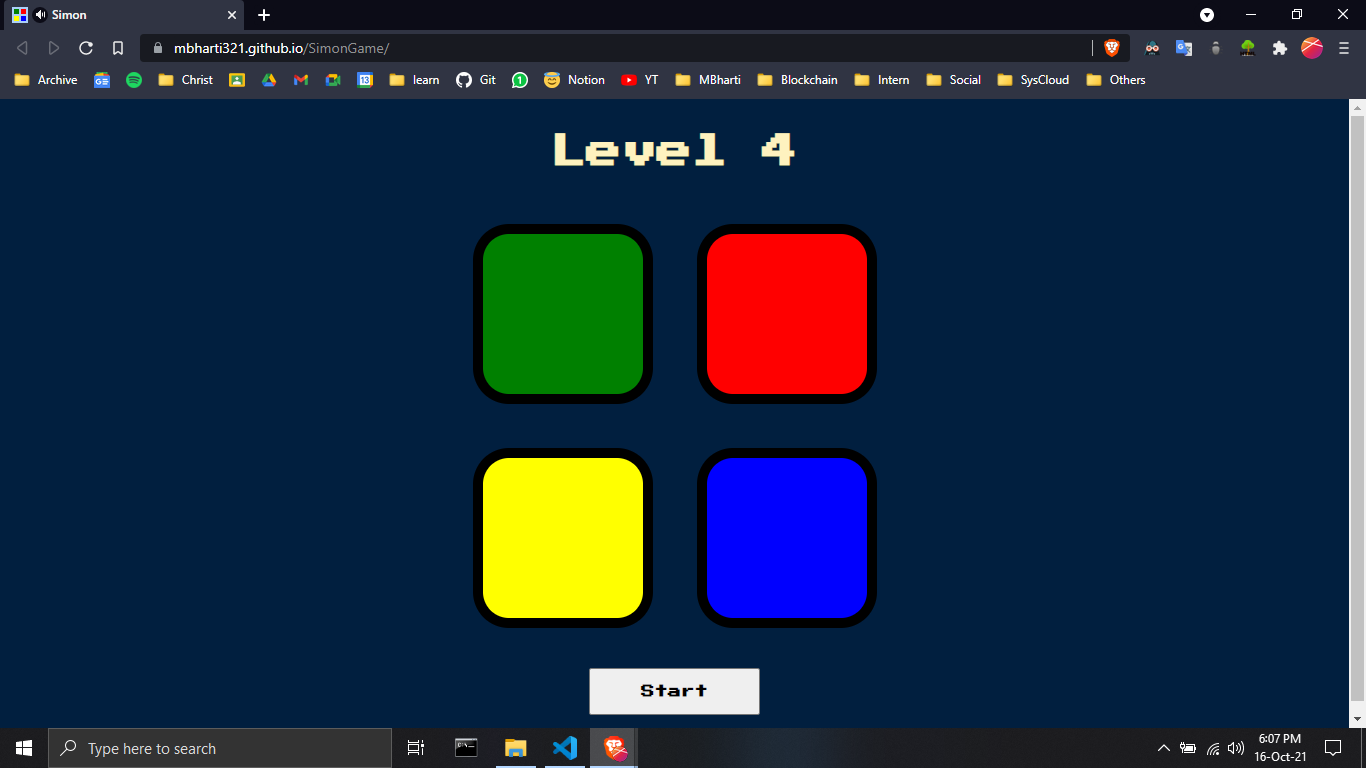 Simon
mbharti321.github.io/SimonGame/
Archive Christ learn Git Notion YT MBharti Blockchain Intern Social SysCloud Others
Level 4
Start
Type here to search
6:07 PM
16-Oct-21